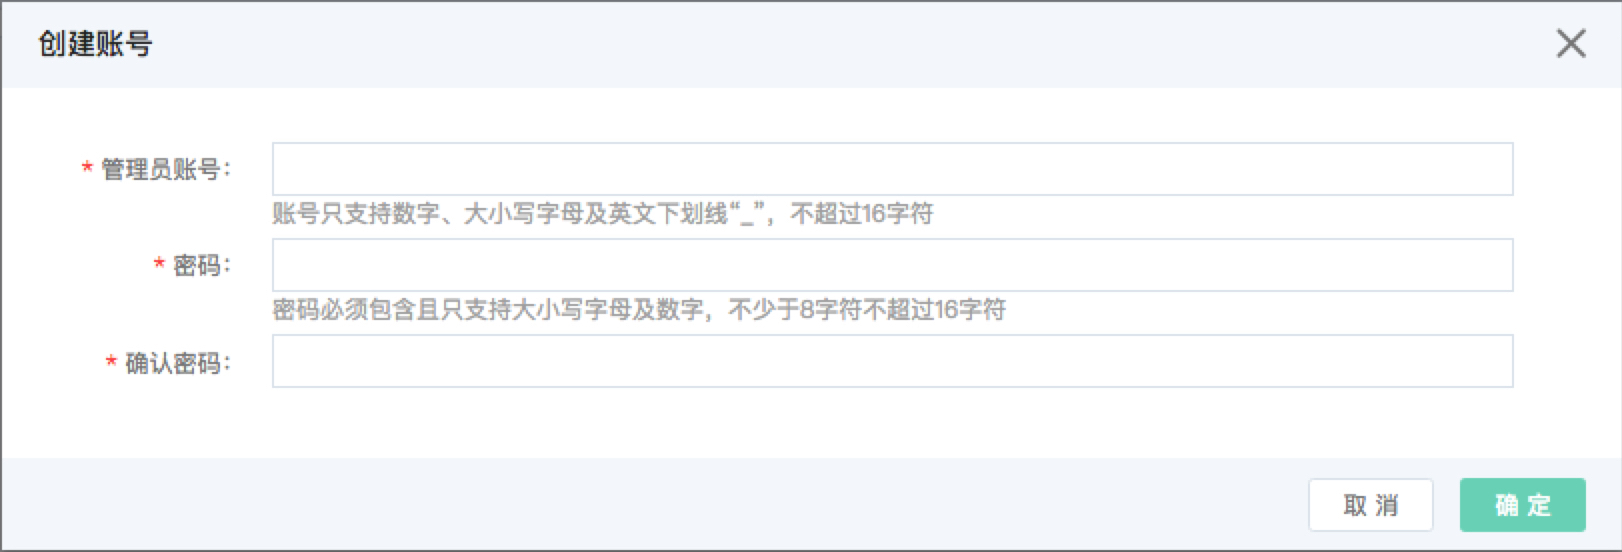 创建账号
* 管理员账号：
账号只支持数字、大小写字母及英文下划线“_”，不超过16字符
* 密码：
密码必须包含且只支持大小写字母及数字，不少于8字符不超过16字符
* 确认密码：
取 消 确 定